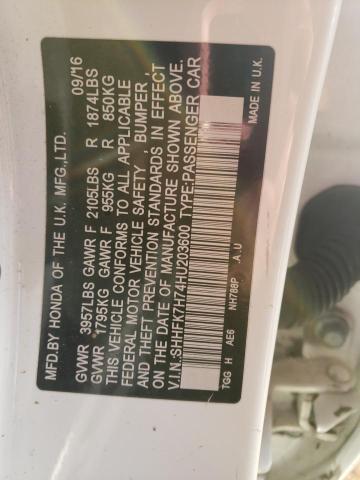 MFD.BY HONDA OF THE U.K. MFG.,LTD. 09/16
GVWR 3957LBS GAWR F 2105LBS R 1874LBS
GVWR 1795KG GAWR F 955KG R 850KG
THIS VEHICLE CONFORMS TO ALL APPLICABLE
FEDERAL MOTOR VEHICLE SAFETY , BUMPER ,
AND THEFT PREVENTION STANDARDS IN EFFECT
ON THE DATE OF MANUFACTURE SHOWN ABOVE.
V.I.N:SHHFK7H74HU203600 TYPE:PASSENGER CAR
TGG H AE6 NH788P .A.U MADE IN U.K.